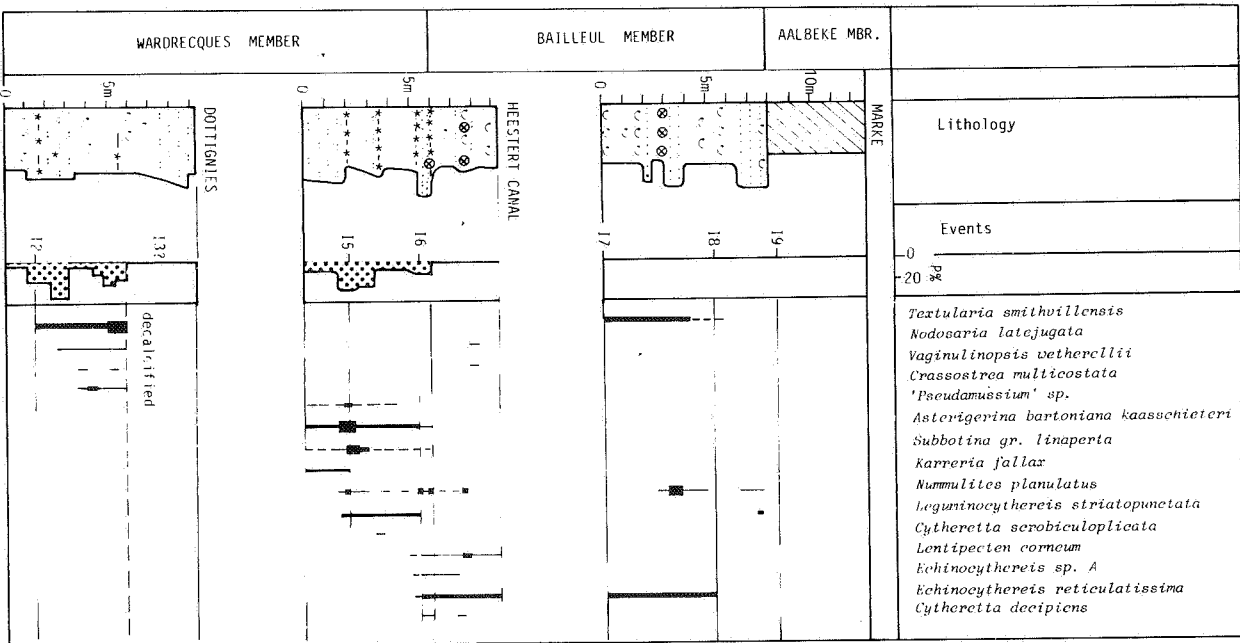 WARDRECQUES MEMBER
BAILLEUL MEMBER
AALBEKE MBR.
0
5m
0
5m
0
5m
10m
DOTTIGNIES
HEESTERT CANAL
MARKE
Lithology
12
13?
15
16
17
18
19
Events
0
20
P%
decalcified
Textularia smithvillensis
Nodosaria latejugata
Vaginulinopsis wetherellii
Crassostrea multicostata
'Pseudamussium' sp.
Asterigerina bartoniana kaasschieteri
Subbotina gr. linaperta
Karreria fallax
Nummulites planulatus
Leguminocythereis striatopunctata
Cytheretta scrobiculoplicata
Lentipecten corneum
Echinocythereis sp. A
Echinocythereis reticulatissima
Cytheretta decipiens